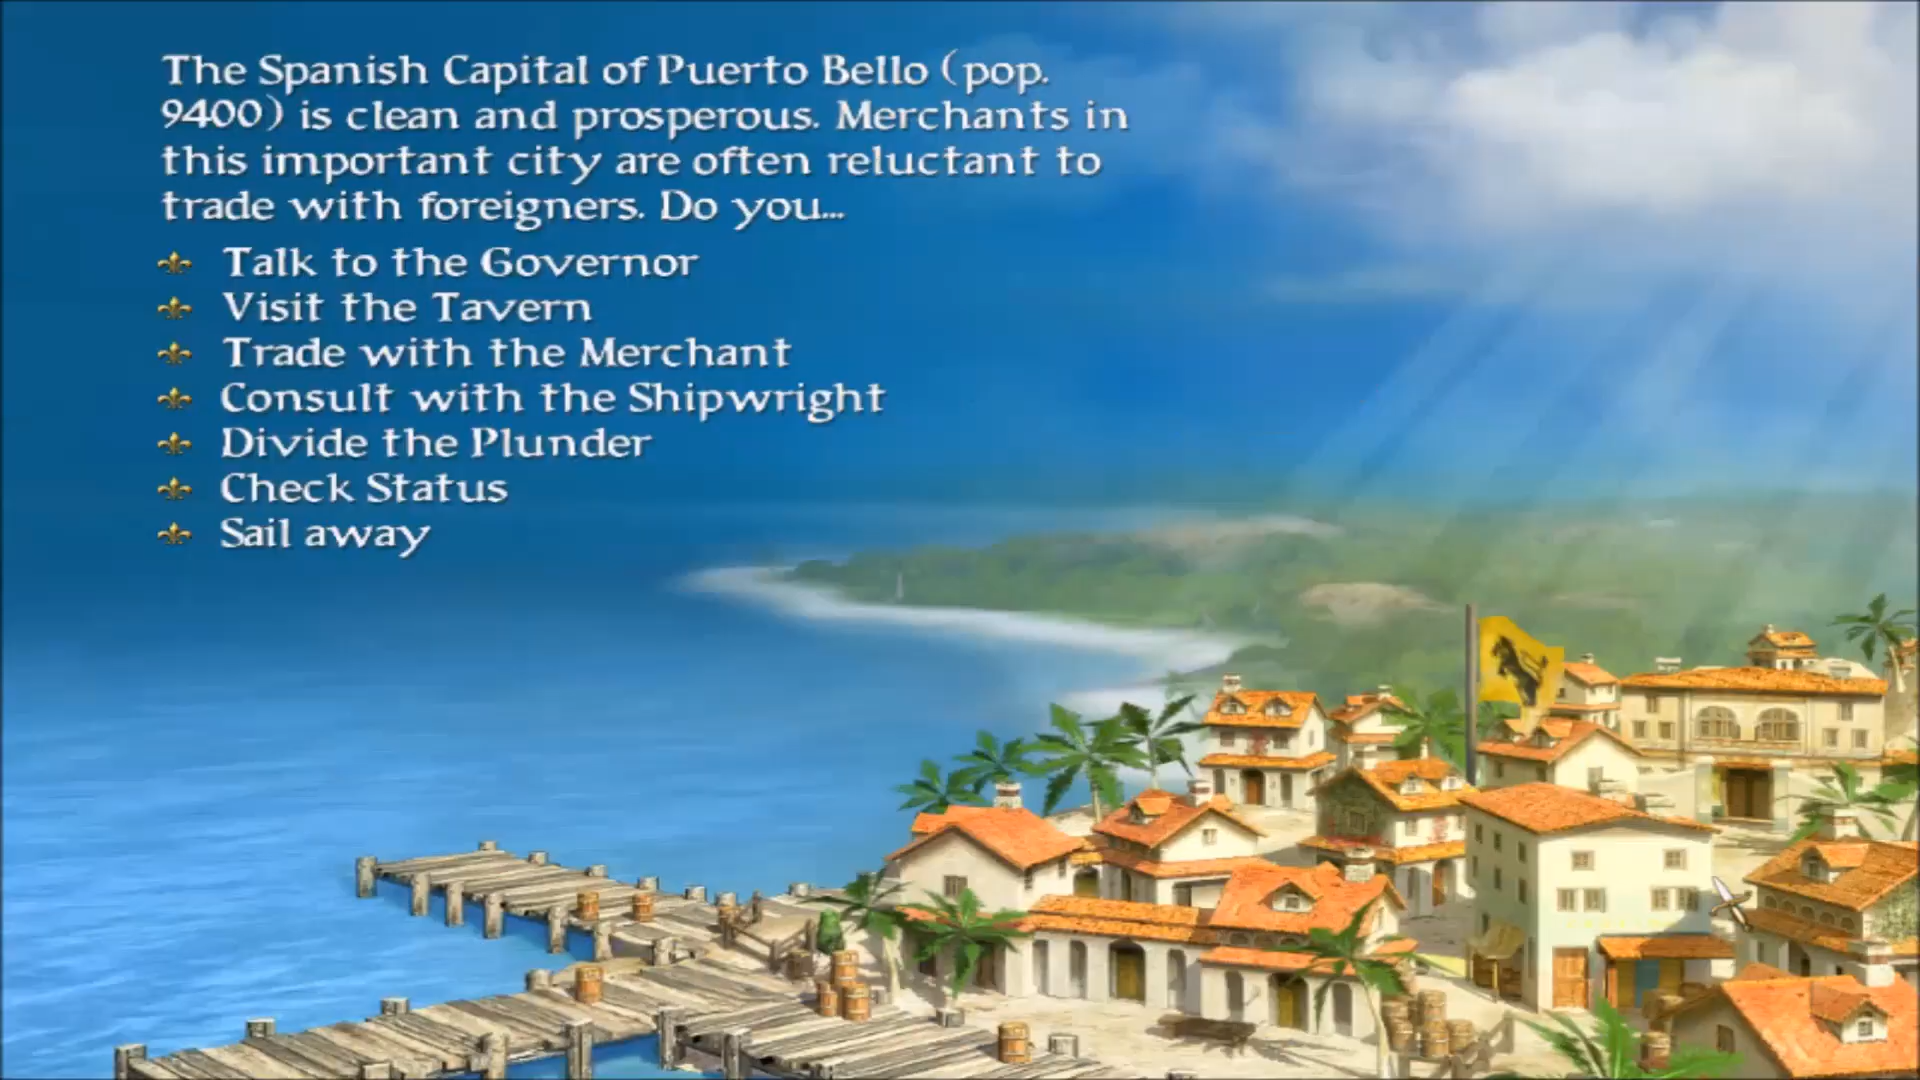 The Spanish Capital of Puerto Bello (pop.
9400) is clean and prosperous. Merchants in
this important city are often reluctant to
trade with foreigners. Do you...
Talk to the Governor
Visit the Tavern
Trade with the Merchant
Consult with the Shipwright
Divide the Plunder
Check Status
Sail away